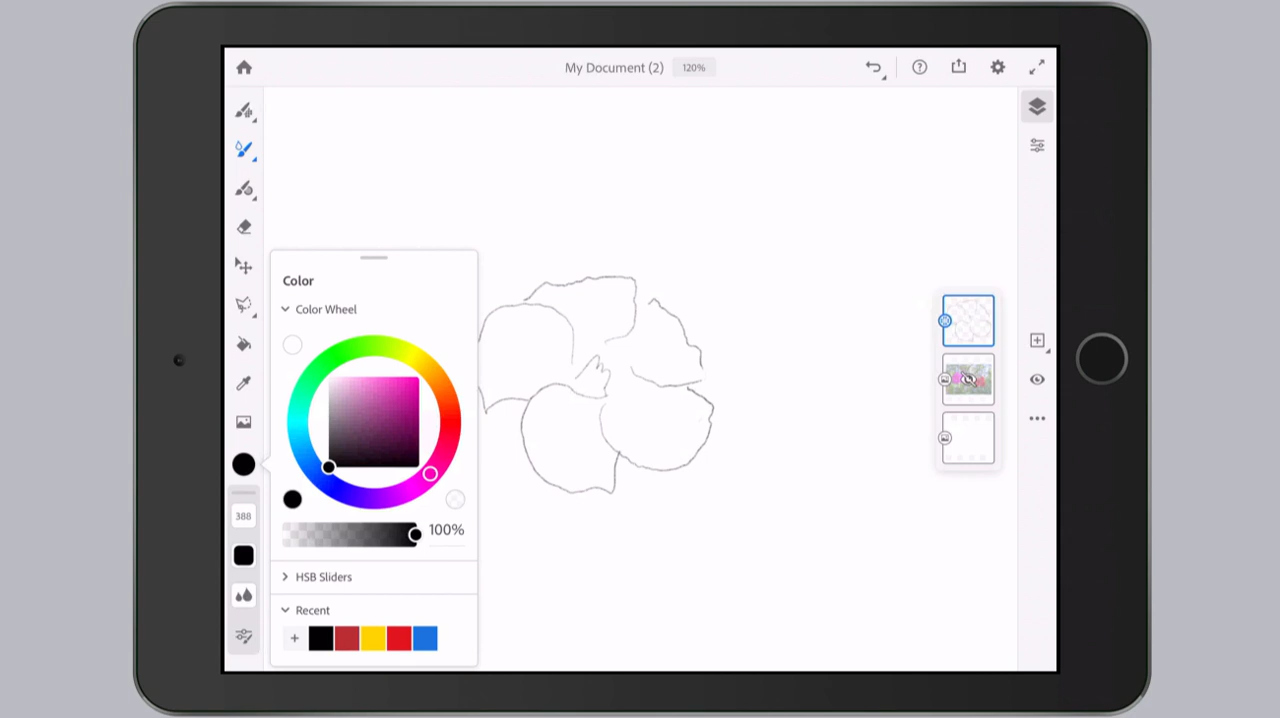 My Document (2) 120%
Color
Color Wheel
100%
388
HSB Sliders
Recent